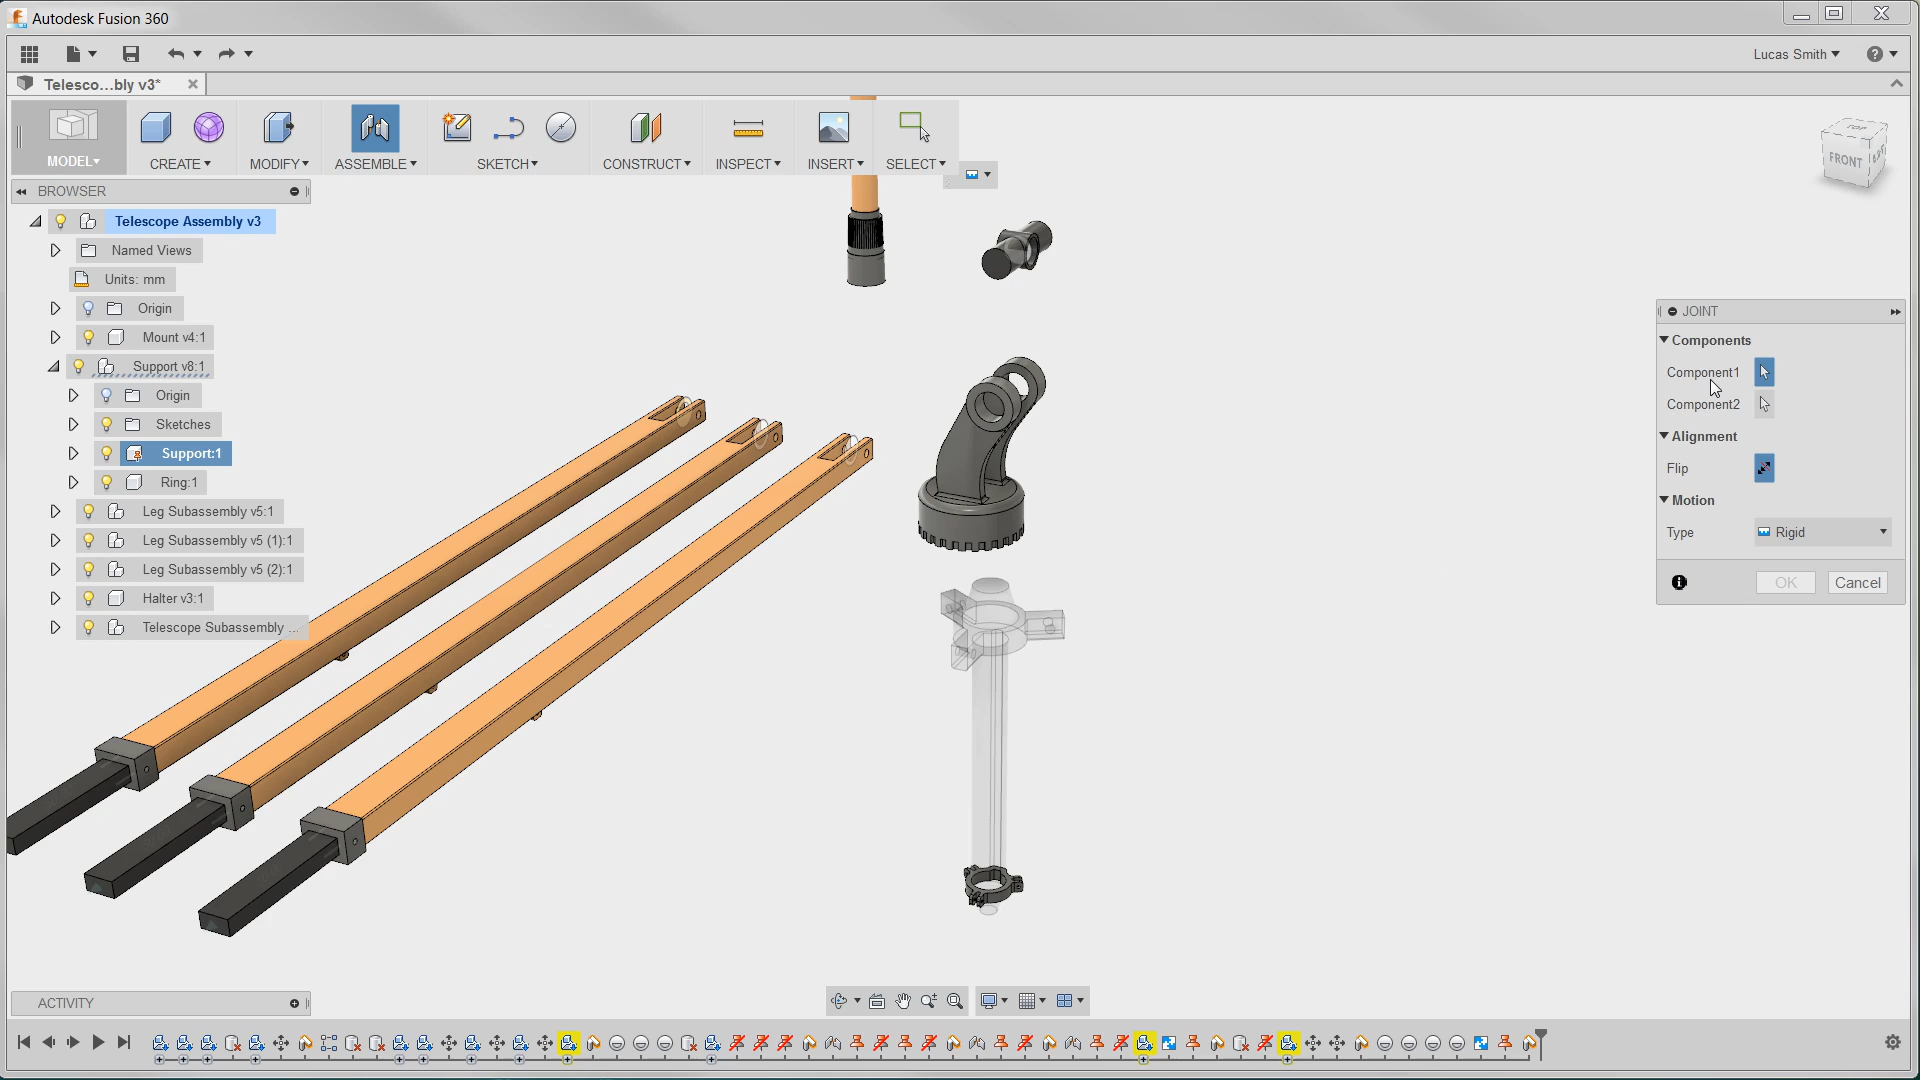 Autodesk Fusion 360
Lucas Smith
Telesco...bly v3*
MODEL
CREATE
MODIFY
ASSEMBLE
SKETCH
CONSTRUCT
INSPECT
INSERT
SELECT
TOP
FRONT
BROWSER
Telescope Assembly v3
Named Views
Units: mm
Origin
Mount v4:1
Support v8:1
Origin
Sketches
Support:1
Ring:1
Leg Subassembly v5:1
Leg Subassembly v5 (1):1
Leg Subassembly v5 (2):1
Halter v3:1
Telescope Subassembly ...
JOINT
Components
Component1
Component2
Alignment
Flip
Motion
Type Rigid
OK Cancel
ACTIVITY